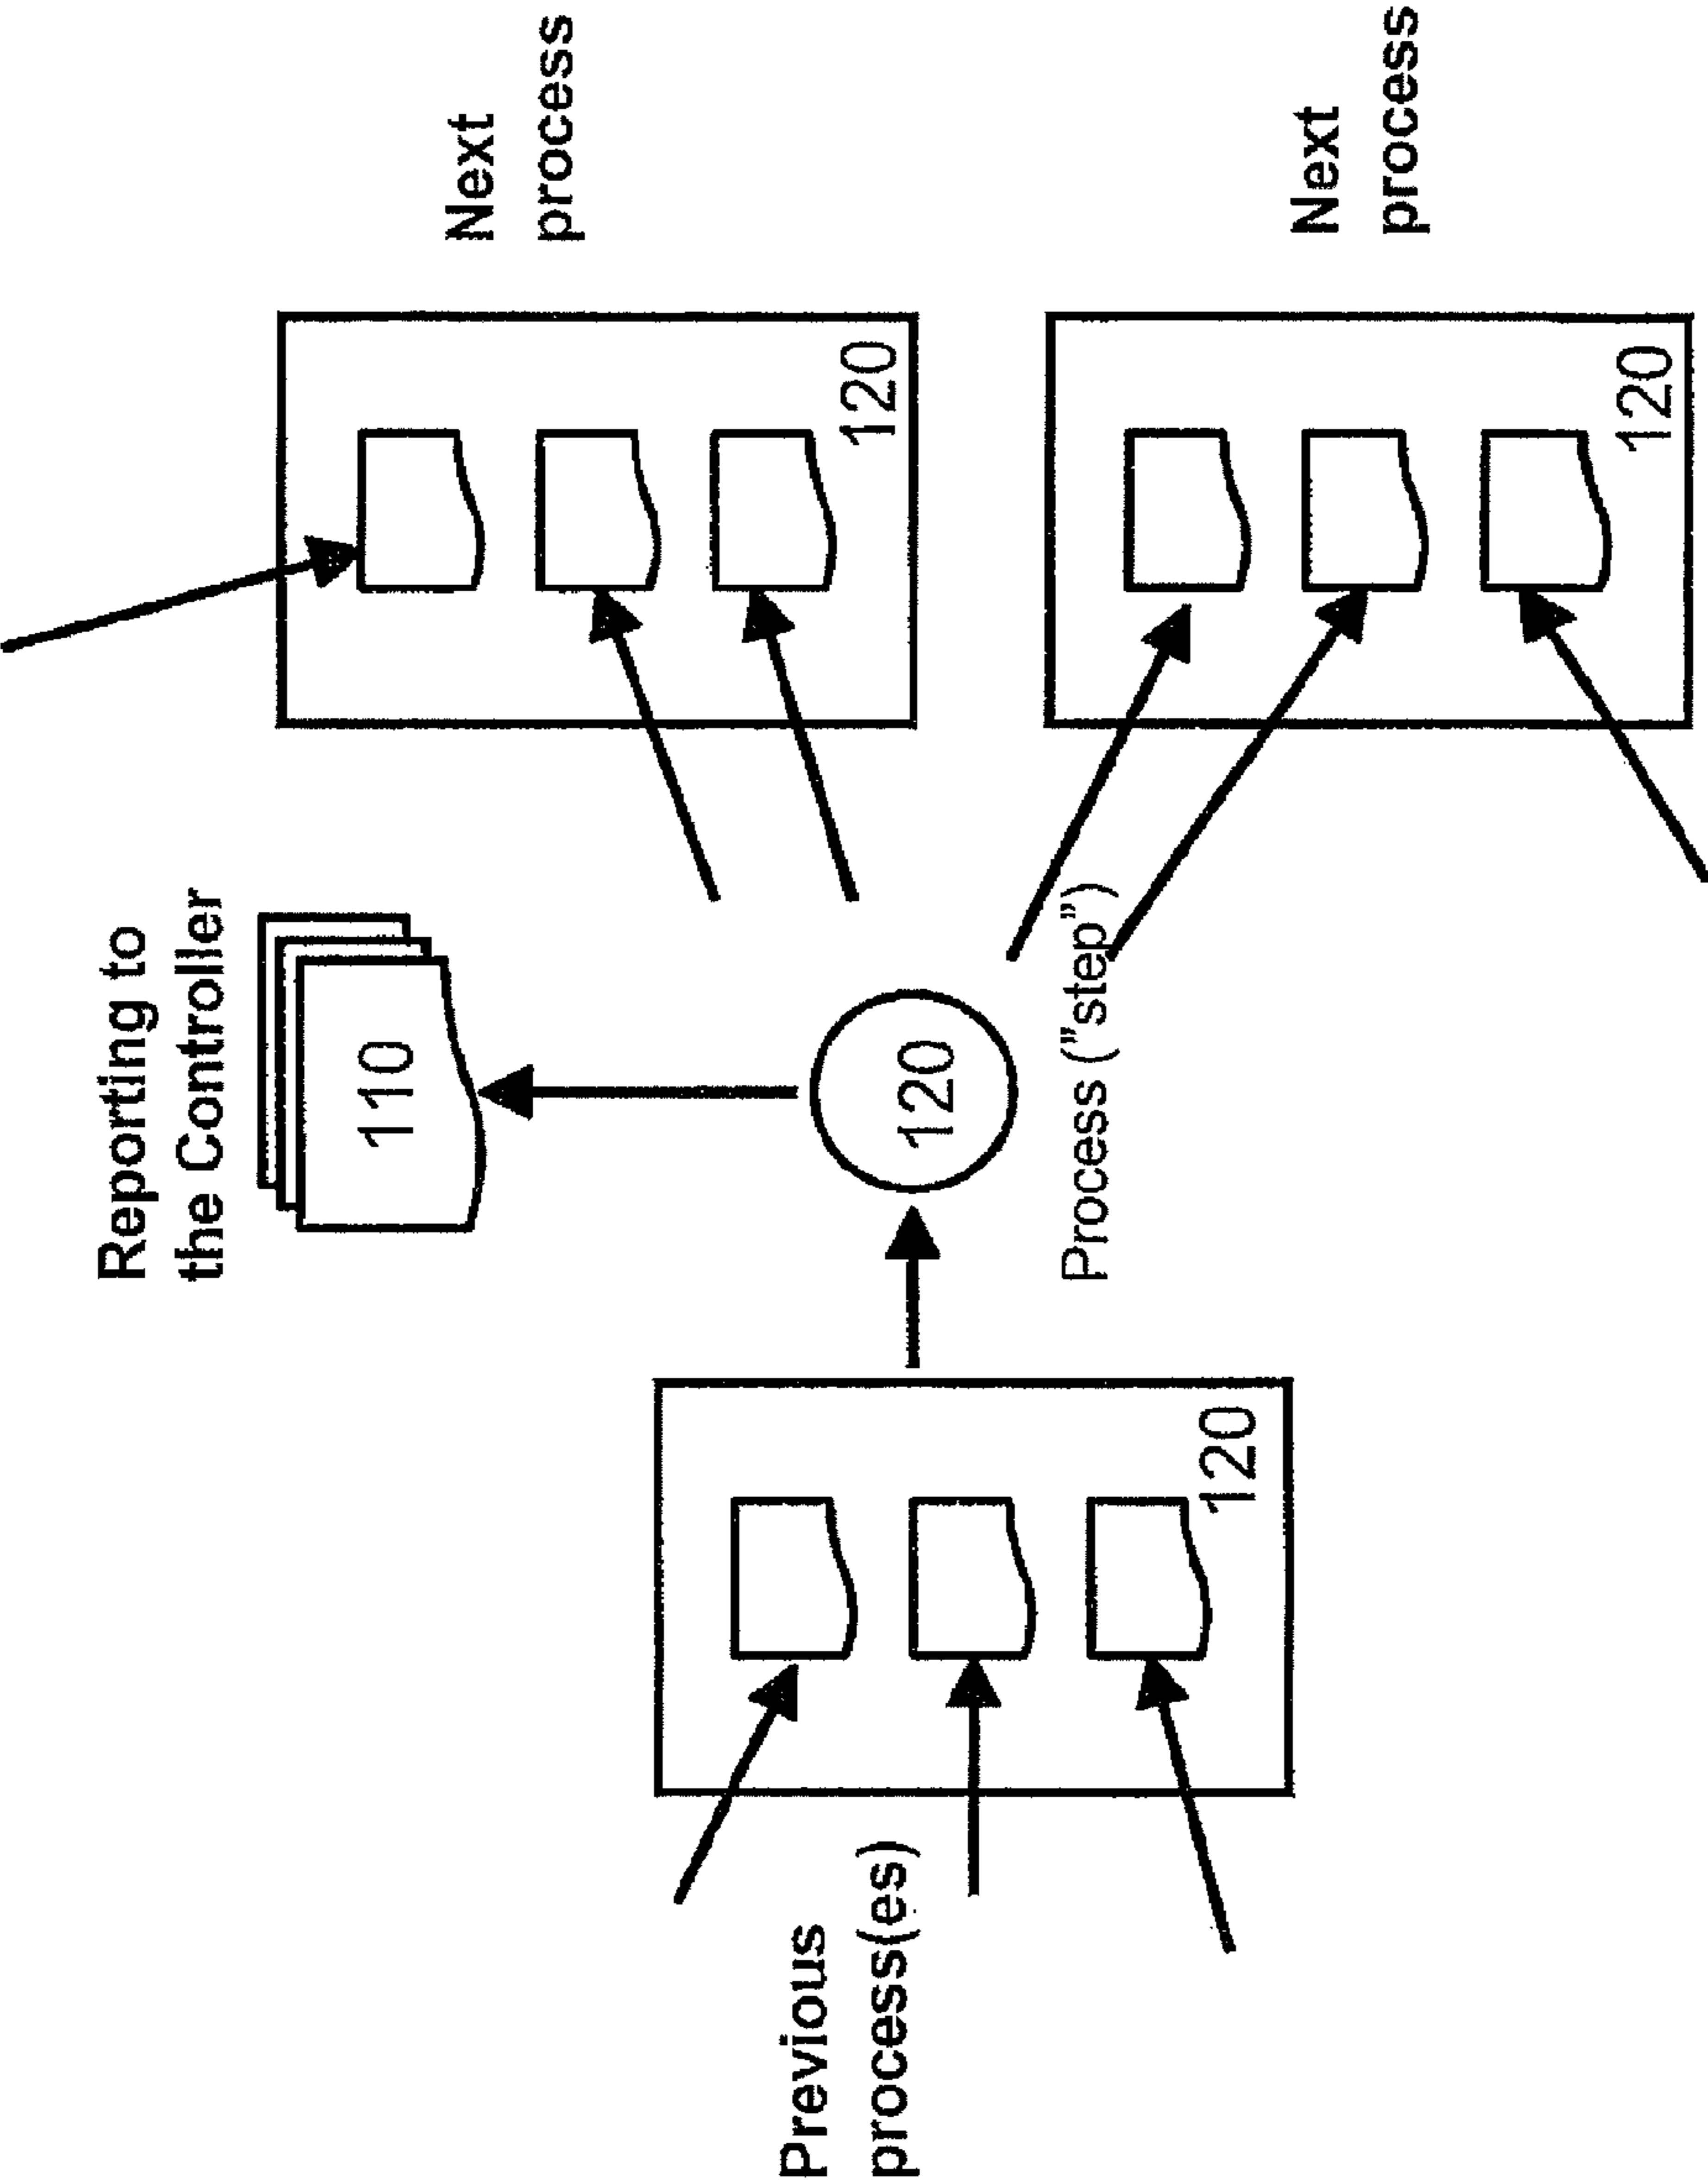 Reporting to
the Controller
110
Next
process
120
Previous
process(es)
120
120
Process (”step”)
Next
process
120